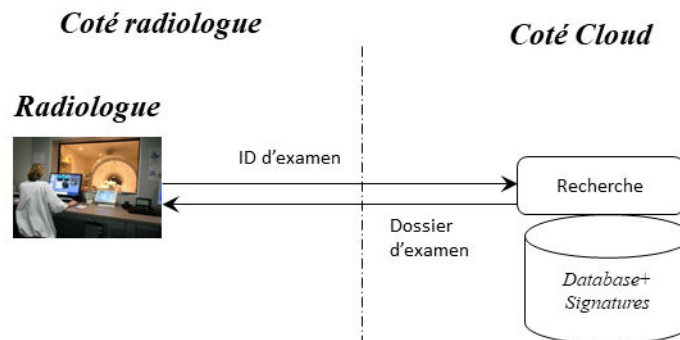 Coté radiologue
Coté Cloud
Radiologue
ID d'examen
Recherche
Dossier
d'examen
Database+
Signatures